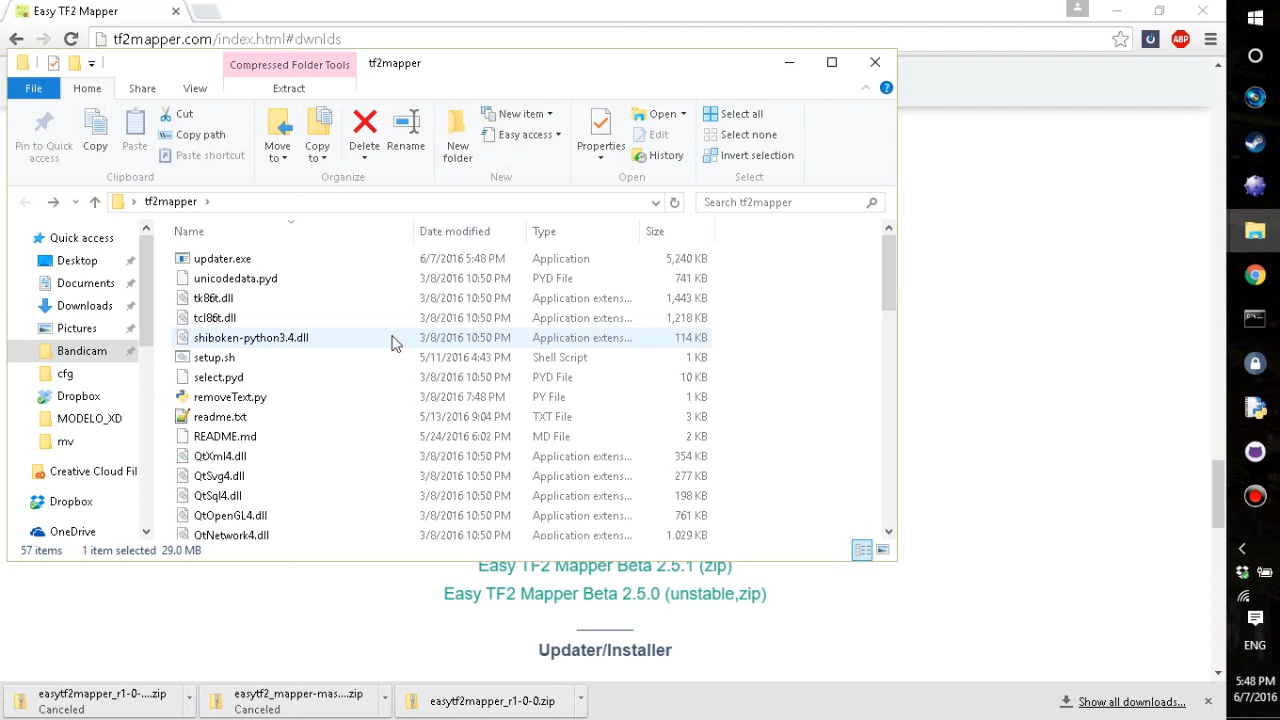 Easy TF2 Mapper
tf2mapper.com/index.html#dwnlds
ABP
Compressed Folder Tools
tf2mapper
File
Home
Share
View
Extract
Pin to Quick access
Copy
Paste
Cut
Copy path
Paste shortcut
Clipboard
Move to
Copy to
Delete
Rename
Organize
New folder
New item
Easy access
New
Properties
Open
Edit
History
Open
Select all
Select none
Invert selection
Select
tf2mapper
Search tf2mapper
Name
Date modified
Type
Size
Quick access
Desktop
Documents
Downloads
Pictures
Bandicam
cfg
Dropbox
MODELO_XD
mv
Creative Cloud Fil
Dropbox
OneDrive
updater.exe 6/7/2016 5:48 PM Application 5,240 KB
unicodedata.pyd 3/8/2016 10:50 PM PYD File 741 KB
tk86t.dll 3/8/2016 10:50 PM Application extens... 1,443 KB
tcl86t.dll 3/8/2016 10:50 PM Application extens... 1,218 KB
shiboken-python3.4.dll 3/8/2016 10:50 PM Application extens... 114 KB
setup.sh 5/11/2016 4:43 PM Shell Script 1 KB
select.pyd 3/8/2016 10:50 PM PYD File 10 KB
removeText.py 3/8/2016 7:48 PM PY File 1 KB
readme.txt 5/13/2016 9:04 PM TXT File 3 KB
README.md 5/24/2016 6:02 PM MD File 2 KB
QtXml4.dll 3/8/2016 10:50 PM Application extens... 354 KB
QtSvg4.dll 3/8/2016 10:50 PM Application extens... 277 KB
QtSql4.dll 3/8/2016 10:50 PM Application extens... 198 KB
QtOpenGL4.dll 3/8/2016 10:50 PM Application extens... 761 KB
QtNetwork4.dll 3/8/2016 10:50 PM Application extens... 1,029 KB
57 items 1 item selected 29.0 MB
Easy TF2 Mapper Beta 2.5.1 (zip)
Easy TF2 Mapper Beta 2.5.0 (unstable,zip)
Updater/Installer
easytf2mapper_r1-0-....zip
Canceled
easytf2_mapper-mas....zip
Canceled
easytf2mapper_r1-0-0.zip
Show all downloads...
ENG
5:48 PM
6/7/2016